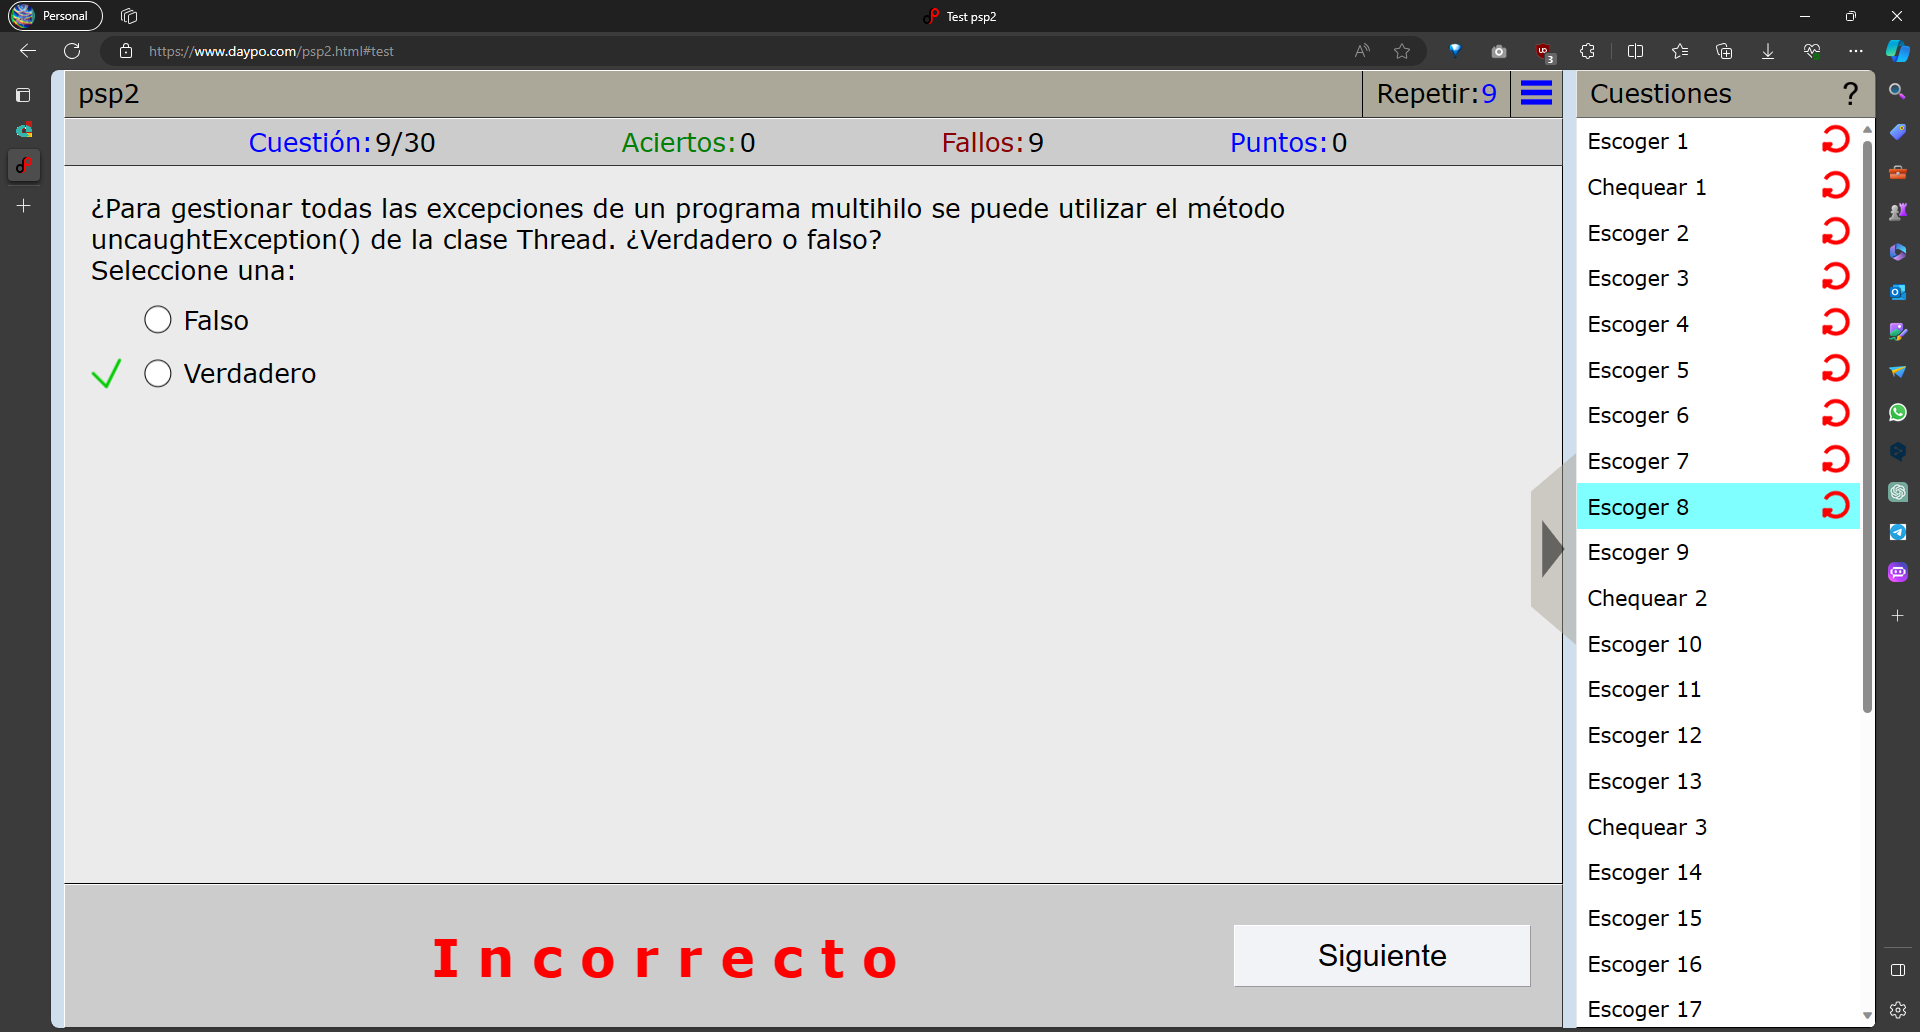 Personal
Test psp2
https://www.daypo.com/psp2.html#test
3
psp2
Repetir:9
Cuestión:9/30
Aciertos:0
Fallos:9
Puntos:0
¿Para gestionar todas las excepciones de un programa multihilo se puede utilizar el método
uncaughtException() de la clase Thread. ¿Verdadero o falso?
Seleccione una:
Falso
Verdadero
Incorrecto
Siguiente
Cuestiones
?
Escoger 1
Chequear 1
Escoger 2
Escoger 3
Escoger 4
Escoger 5
Escoger 6
Escoger 7
Escoger 8
Escoger 9
Chequear 2
Escoger 10
Escoger 11
Escoger 12
Escoger 13
Chequear 3
Escoger 14
Escoger 15
Escoger 16
Escoger 17